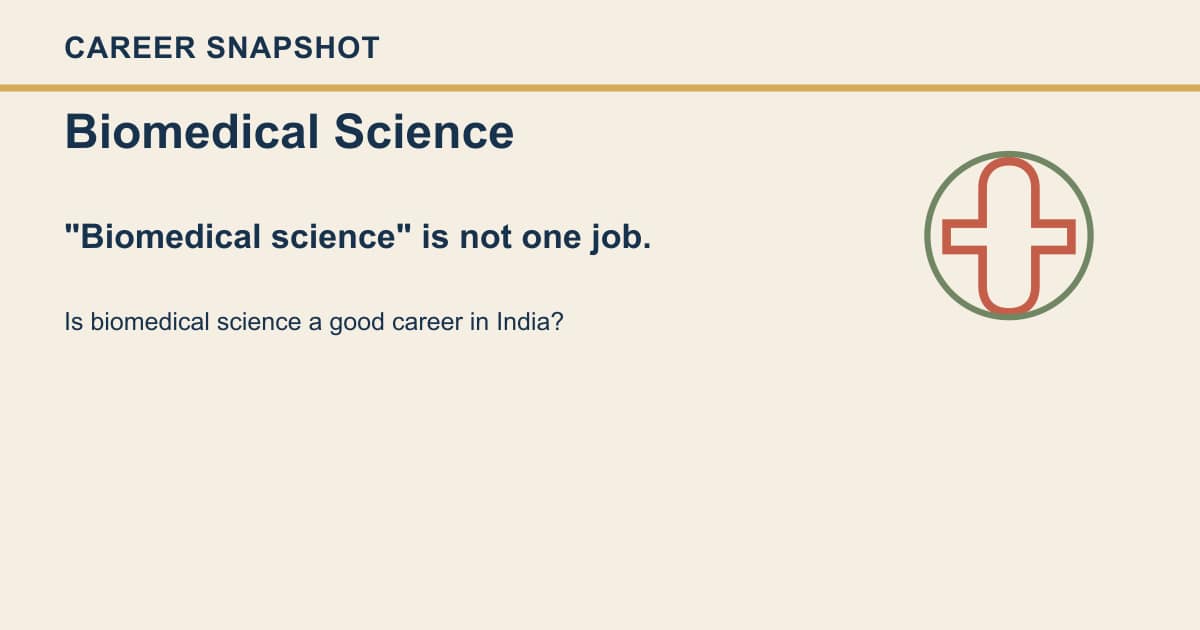 CAREER SNAPSHOT
Biomedical Science
"Biomedical science" is not one job.
Is biomedical science a good career in India?